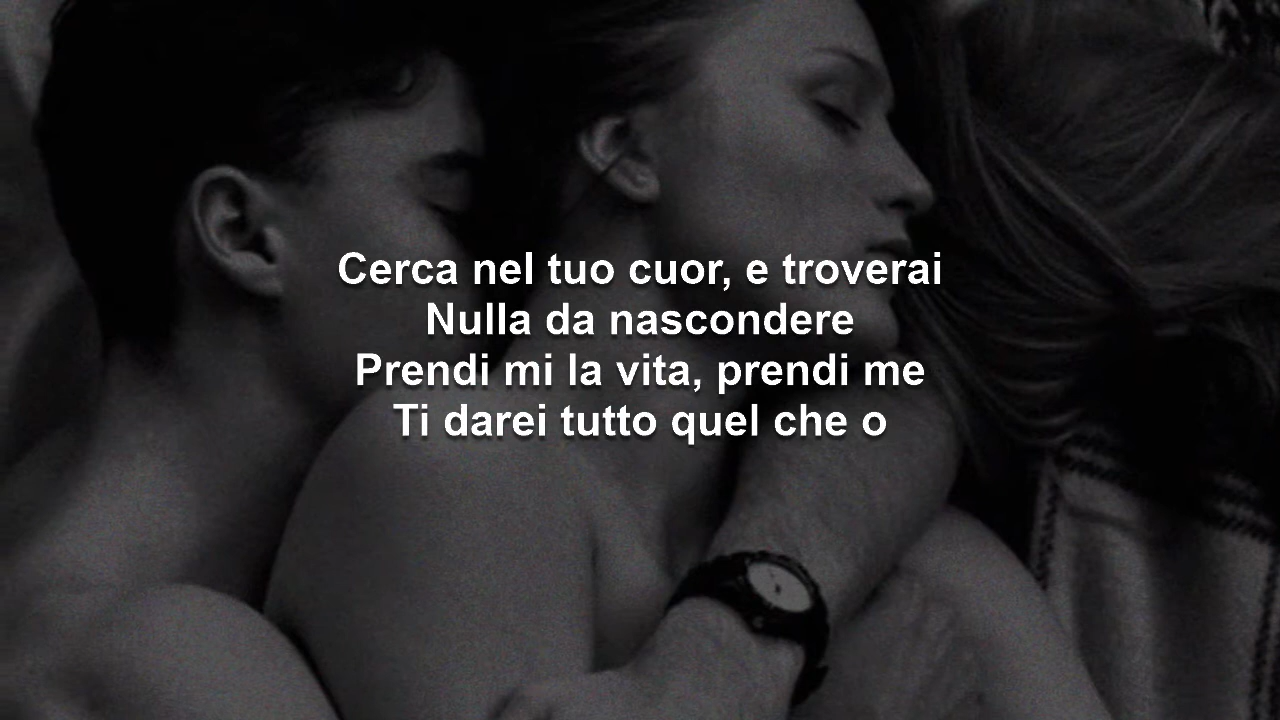 Cerca nel tuo cuor, e troverai
Nulla da nascondere
Prendi mi la vita, prendi me
Ti darei tutto quel che o